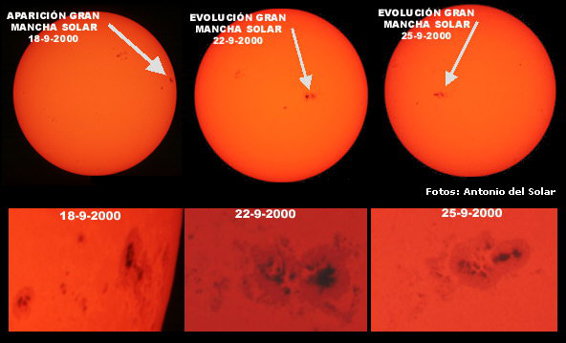 APARICIÓN GRAN
MANCHA SOLAR
18-9-2000
EVOLUCIÓN GRAN
MANCHA SOLAR
22-9-2000
EVOLUCIÓN GRAN
MANCHA SOLAR
25-9-2000
Fotos: Antonio del Solar
18-9-2000
22-9-2000
25-9-2000